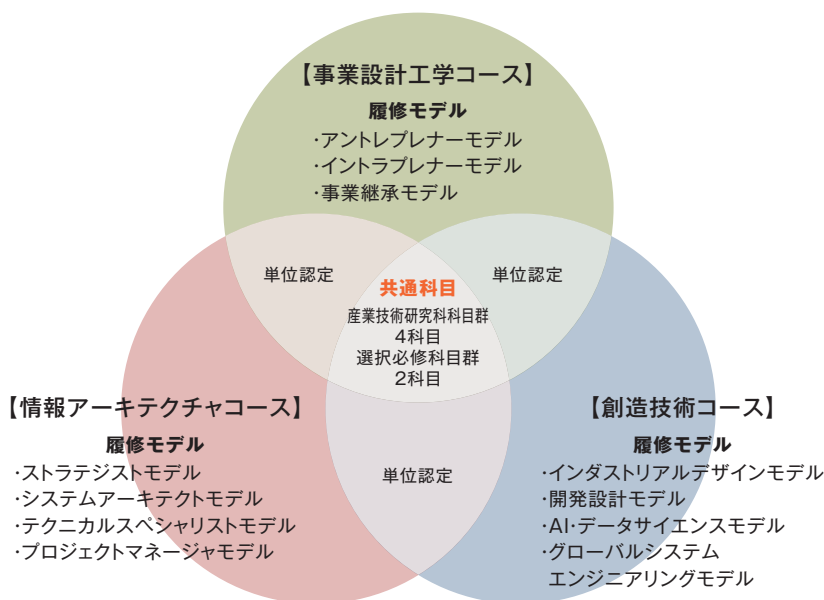 【事業設計工学コース】
履修モデル
・アントレプレナーモデル
・イントラプレナーモデル
・事業継承モデル
単位認定
単位認定
共通科目
産業技術研究科科目群
4科目
選択必修科目群
2科目
【情報アーキテクチャコース】
履修モデル
・ストラテジストモデル
・システムアーキテクトモデル
・テクニカルスペシャリストモデル
・プロジェクトマネージャモデル
単位認定
【創造技術コース】
履修モデル
・インダストリアルデザインモデル
・開発設計モデル
・AI・データサイエンスモデル
・グローバルシステム
エンジニアリングモデル